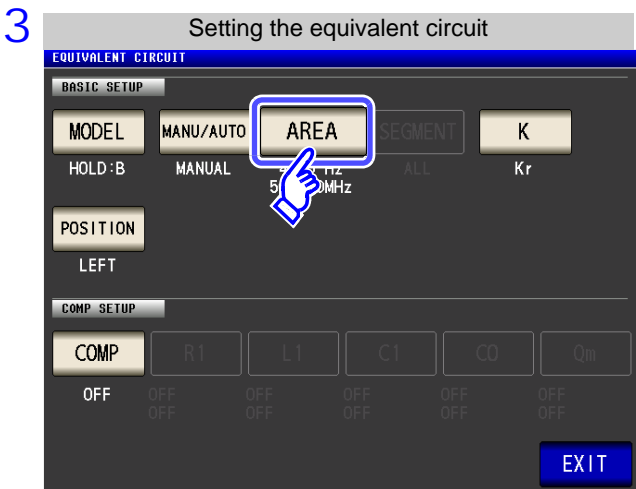 3
Setting the equivalent circuit
EQUIVALENT CIRCUIT
BASIC SETUP
MODEL MANU/AUTO AREA SEGMENT K
HOLD:B MANUAL Hz ALL Kr
MHz
POSITION
LEFT
COMP SETUP
COMP R1 L1 C1 C0 Qm
OFF OFF OFF OFF OFF OFF
OFF OFF OFF OFF OFF
EXIT